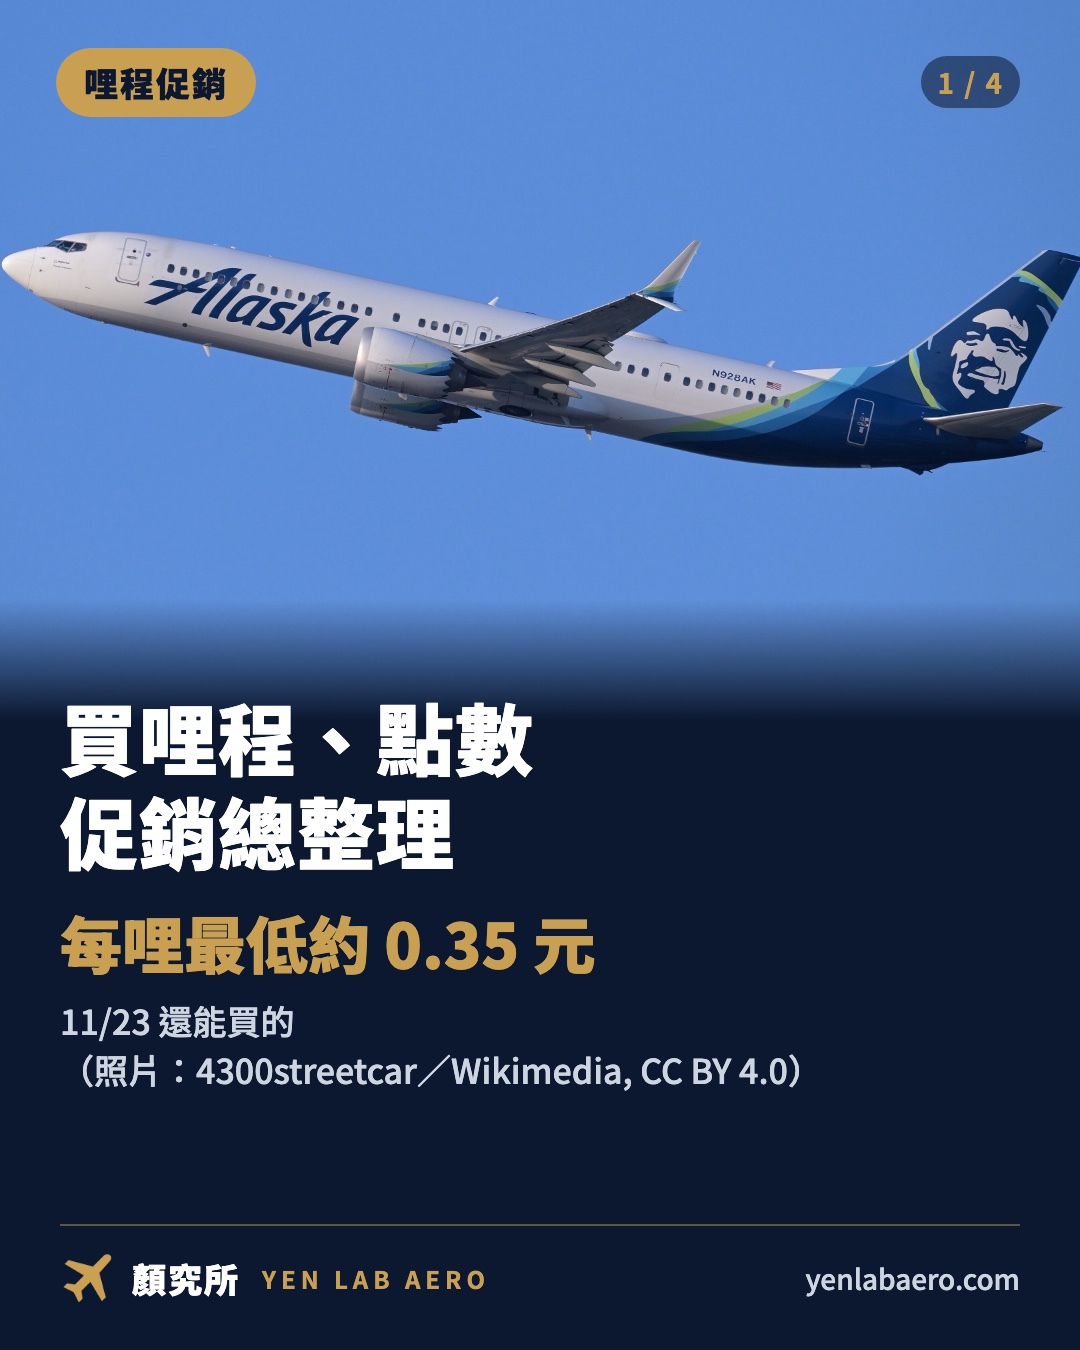 哩程促銷
1 / 4
Alaska
N928AK
買哩程、點數
促銷總整理
每哩最低約 0.35 元
11/23 還能買的
（照片：4300streetcar／Wikimedia, CC BY 4.0）
顏究所 YEN LAB AERO
yenlabaero.com